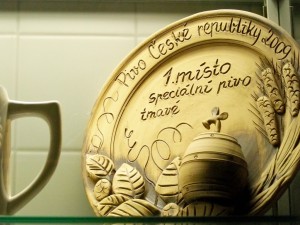 Pivo České republiky 2009
1. místo
speciální pivo
tmavé